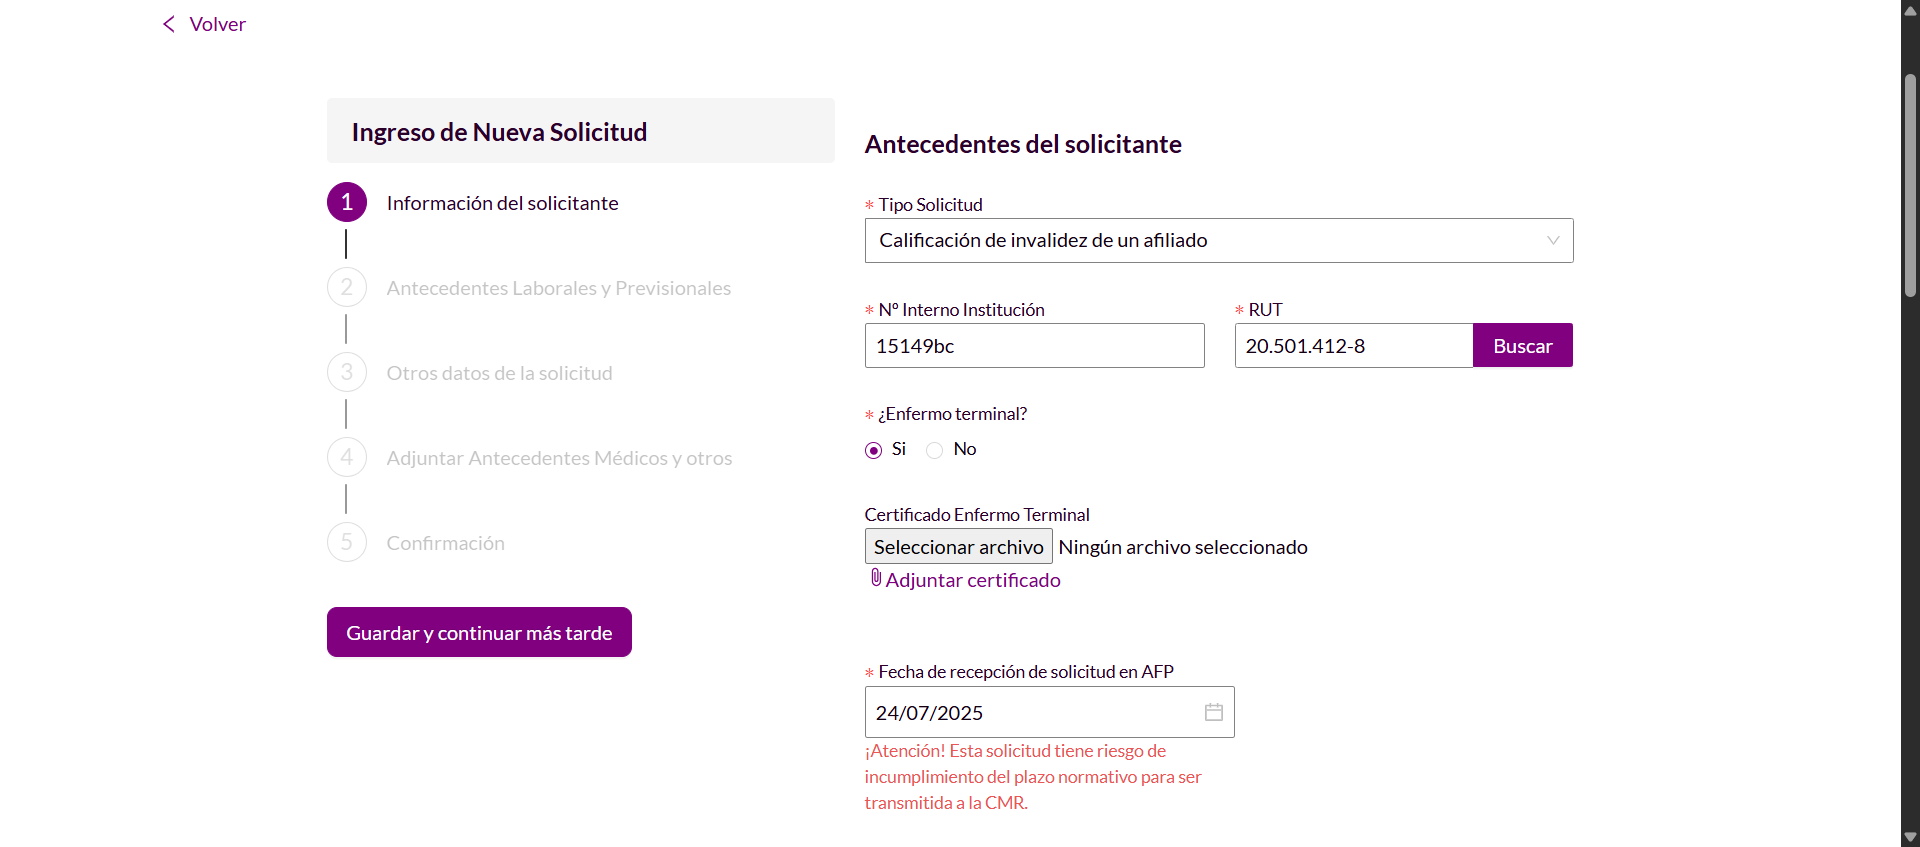 Volver
Ingreso de Nueva Solicitud
1 Información del solicitante
2 Antecedentes Laborales y Previsionales
3 Otros datos de la solicitud
4 Adjuntar Antecedentes Médicos y otros
5 Confirmación
Guardar y continuar más tarde
Antecedentes del solicitante
* Tipo Solicitud
Calificación de invalidez de un afiliado
* Nº Interno Institución
15149bc
* RUT
20.501.412-8 Buscar
* ¿Enfermo terminal?
Si No
Certificado Enfermo Terminal
Seleccionar archivo Ningún archivo seleccionado
Adjuntar certificado
* Fecha de recepción de solicitud en AFP
24/07/2025
¡Atención! Esta solicitud tiene riesgo de
incumplimiento del plazo normativo para ser
transmitida a la CMR.